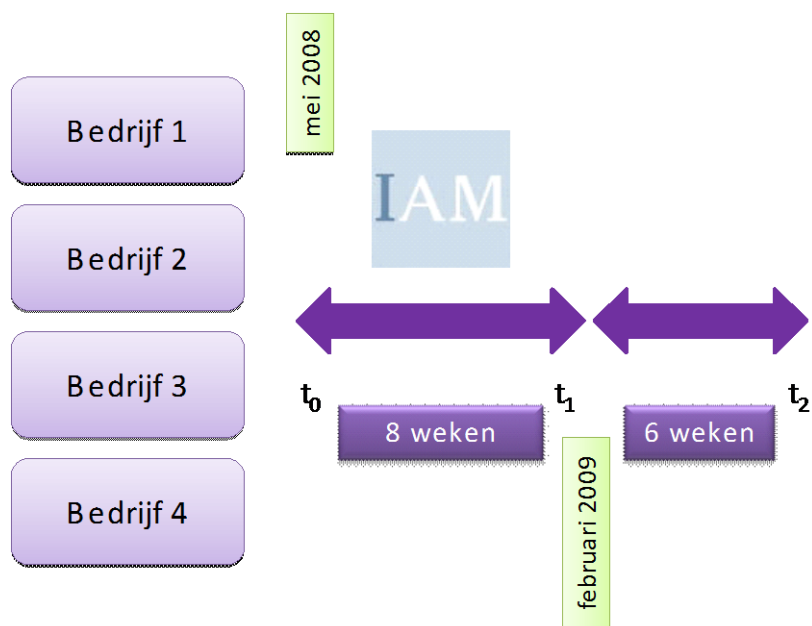 Bedrijf 1
Bedrijf 2
Bedrijf 3
Bedrijf 4
mei 2008
IAM
t0
8 weken
t1
6 weken
t2
februari 2009